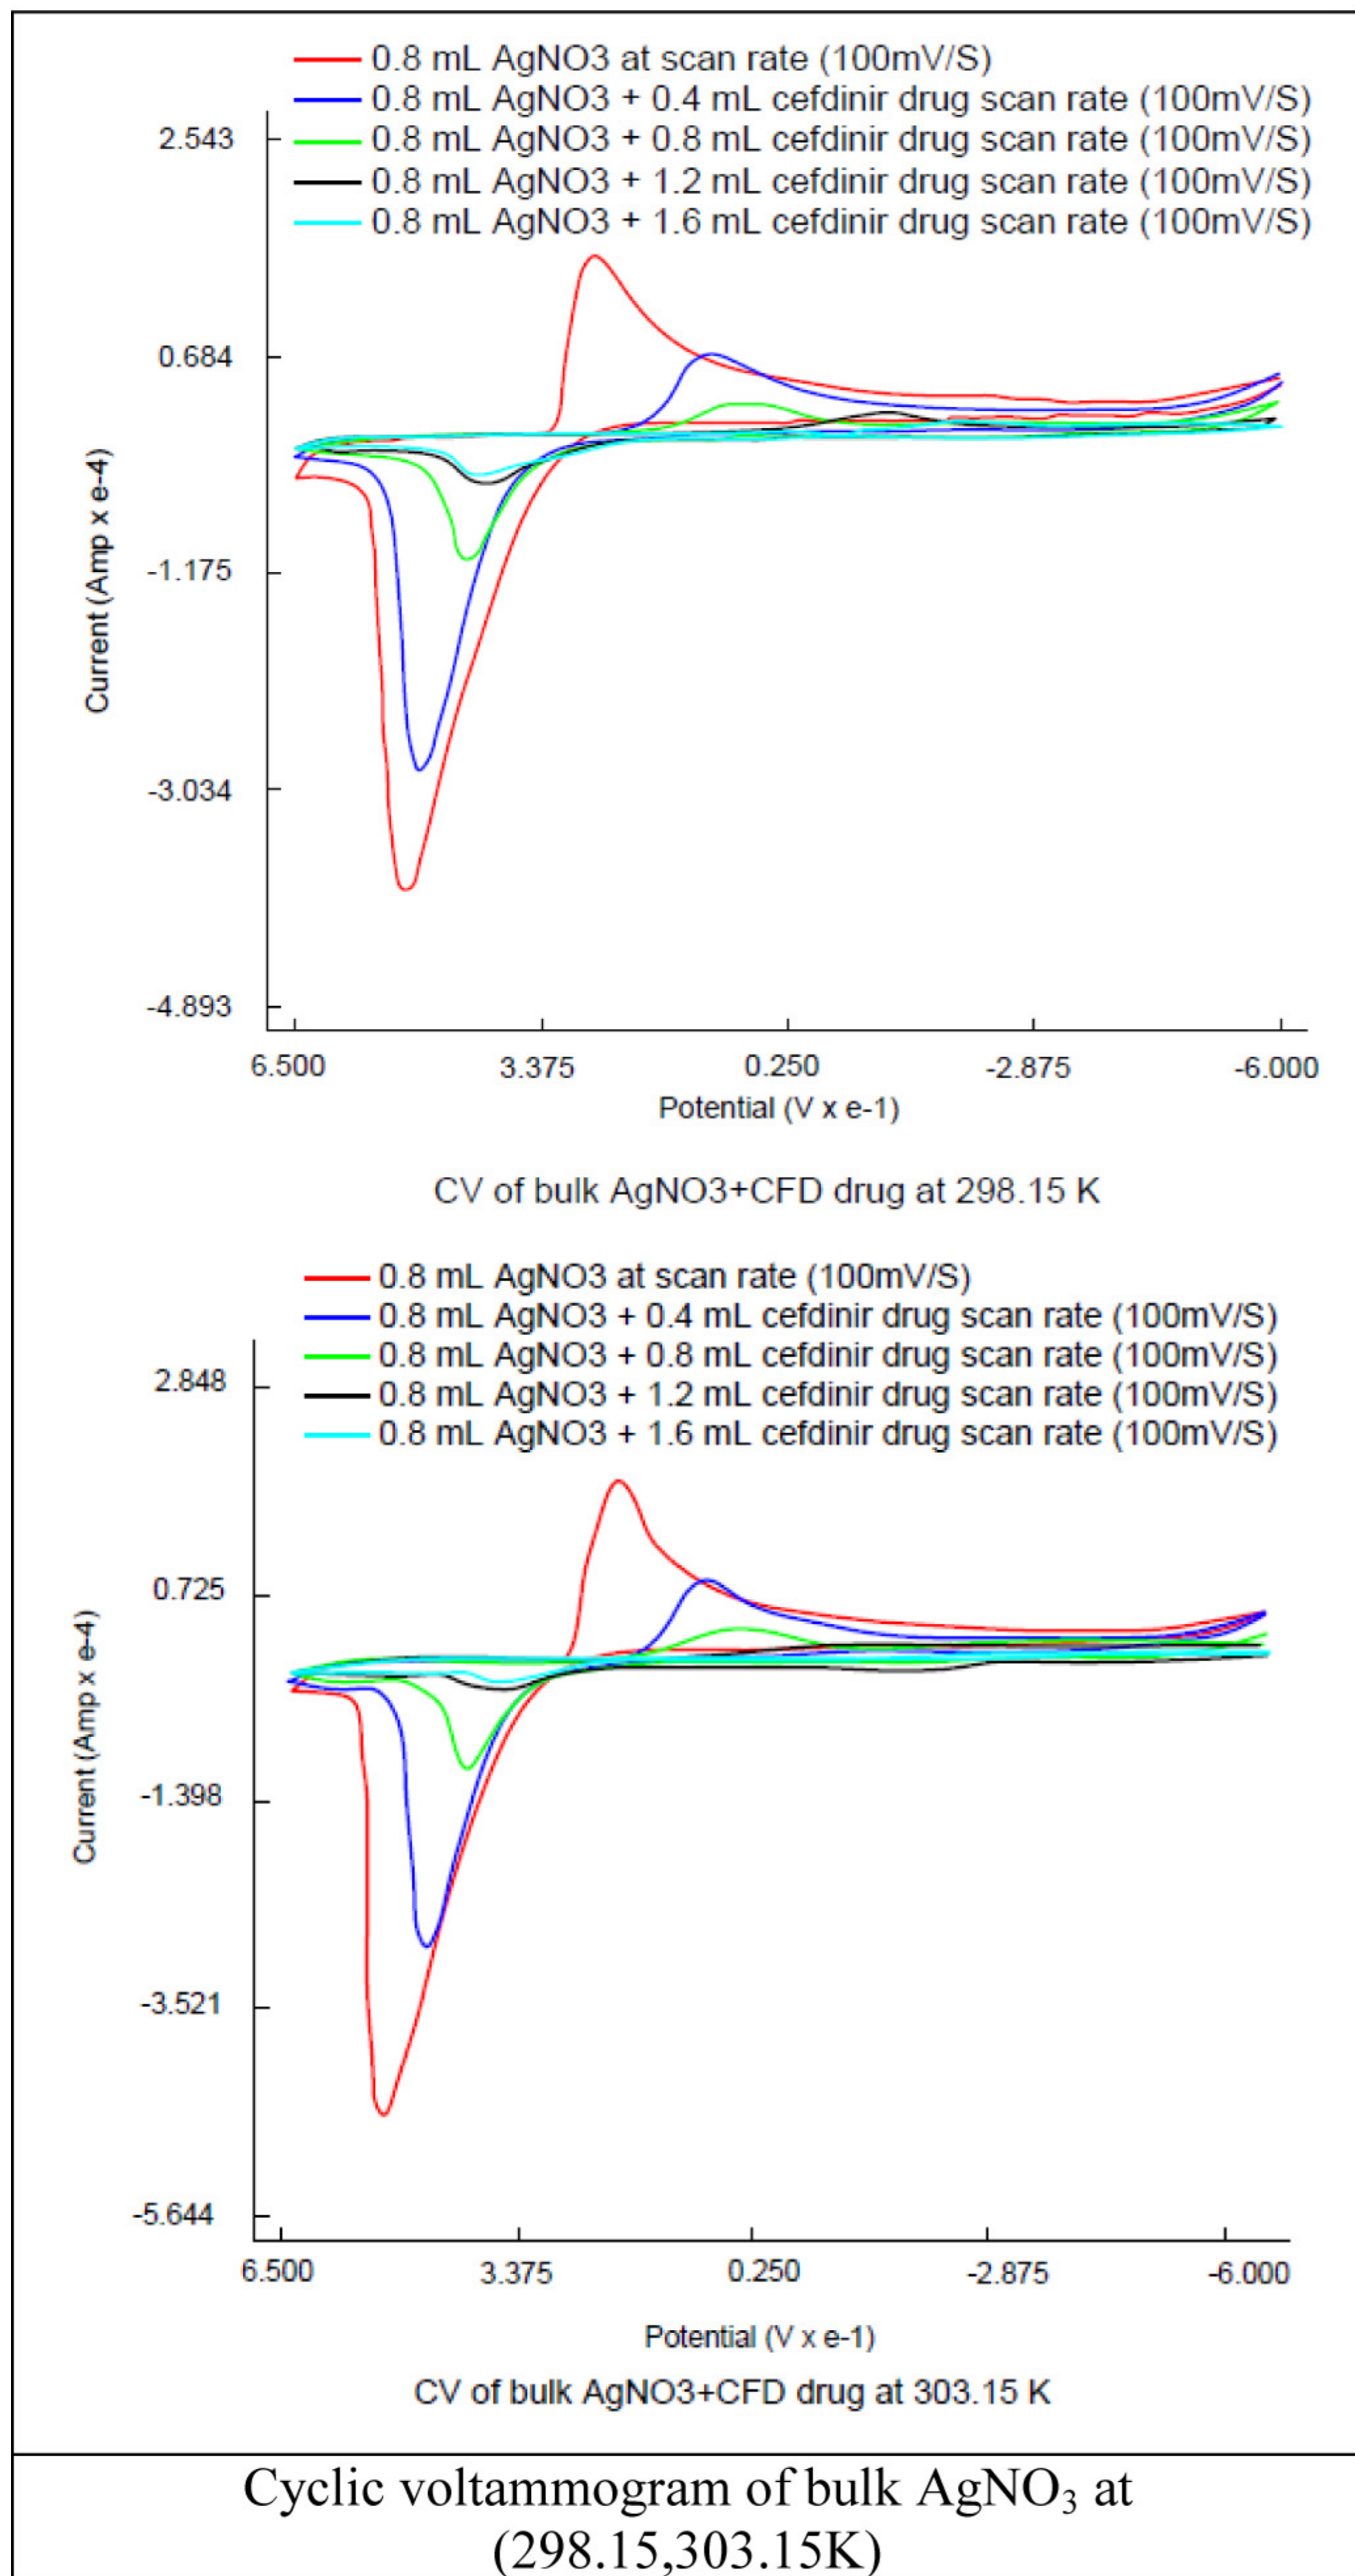 0.8 mL AgNO3 at scan rate (100mV/S)
0.8 mL AgNO3 + 0.4 mL cefdinir drug scan rate (100mV/S)
0.8 mL AgNO3 + 0.8 mL cefdinir drug scan rate (100mV/S)
0.8 mL AgNO3 + 1.2 mL cefdinir drug scan rate (100mV/S)
0.8 mL AgNO3 + 1.6 mL cefdinir drug scan rate (100mV/S)
2.543
0.684
-1.175
-3.034
-4.893
Current (Amp x e-4)
6.500 3.375 0.250 -2.875 -6.000
Potential (V x e-1)
CV of bulk AgNO3+CFD drug at 298.15 K
0.8 mL AgNO3 at scan rate (100mV/S)
0.8 mL AgNO3 + 0.4 mL cefdinir drug scan rate (100mV/S)
0.8 mL AgNO3 + 0.8 mL cefdinir drug scan rate (100mV/S)
0.8 mL AgNO3 + 1.2 mL cefdinir drug scan rate (100mV/S)
0.8 mL AgNO3 + 1.6 mL cefdinir drug scan rate (100mV/S)
2.848
0.725
-1.398
-3.521
-5.644
Current (Amp x e-4)
6.500 3.375 0.250 -2.875 -6.000
Potential (V x e-1)
CV of bulk AgNO3+CFD drug at 303.15 K
Cyclic voltammogram of bulk AgNO₃ at
(298.15,303.15K)